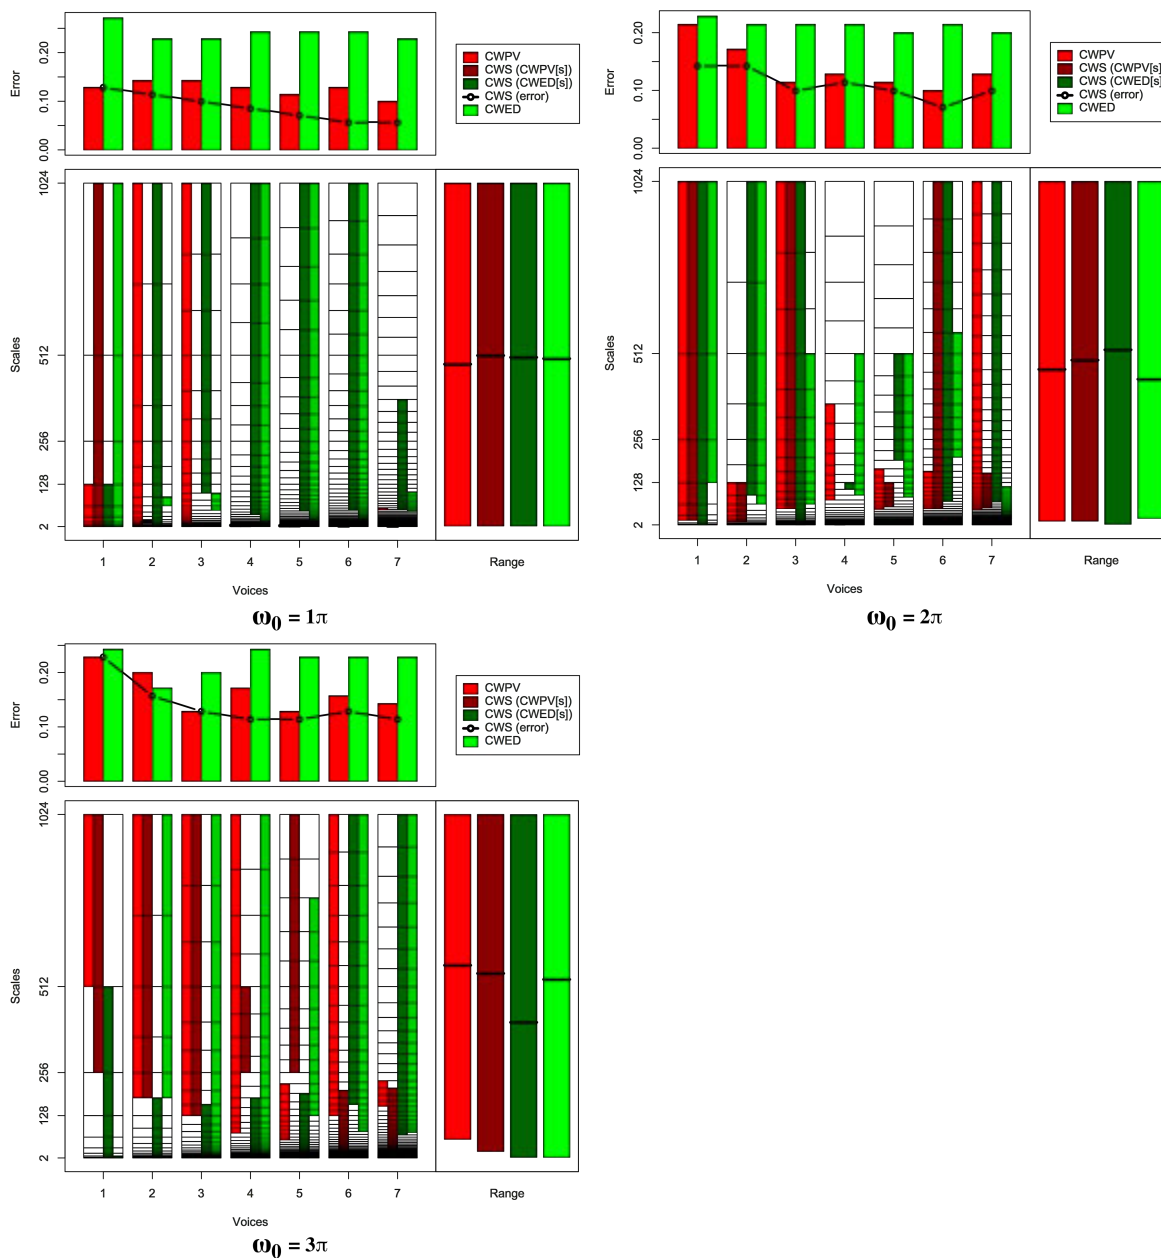 Error
0.20
0.10
0.00
CWPV
CWS (CWPV[s])
CWS (CWED[s])
CWS (error)
CWED
Scales
1024
512
256
128
2
1 2 3 4 5 6 7
Range
Voices
ω0 = 1π
Error
0.20
0.10
0.00
CWPV
CWS (CWPV[s])
CWS (CWED[s]
CWS (error)
CWED
Scales
1024
512
256
128
2
1 2 3 4 5 6 7
Range
Voices
ω0 = 2π
Error
0.20
0.10
0.00
CWPV
CWS (CWPV[s])
CWS (CWED[s])
CWS (error)
CWED
Scales
1024
512
256
128
2
1 2 3 4 5 6 7
Range
Voices
ω0 = 3π